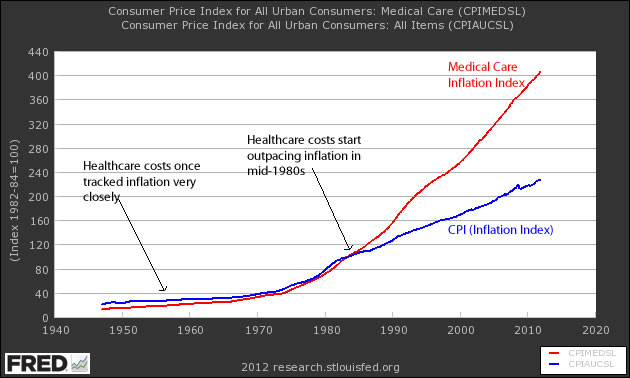 Consumer Price Index for All Urban Consumers: Medical Care (CPIMEDSL)
Consumer Price Index for All Urban Consumers: All Items (CPIAUCSL)
(Index 1982-84=100)
440
400
360
320
280
240
200
160
120
80
40
0
Medical Care
Inflation Index
Healthcare costs start
outpacing inflation in
mid-1980s
Healthcare costs once
tracked inflation very
closely
CPI (Inflation Index)
1940 1950 1960 1970 1980 1990 2000 2010 2020
FRED
2012 research.stlouisfed.org
CPIMEDSL
CPIAUCSL